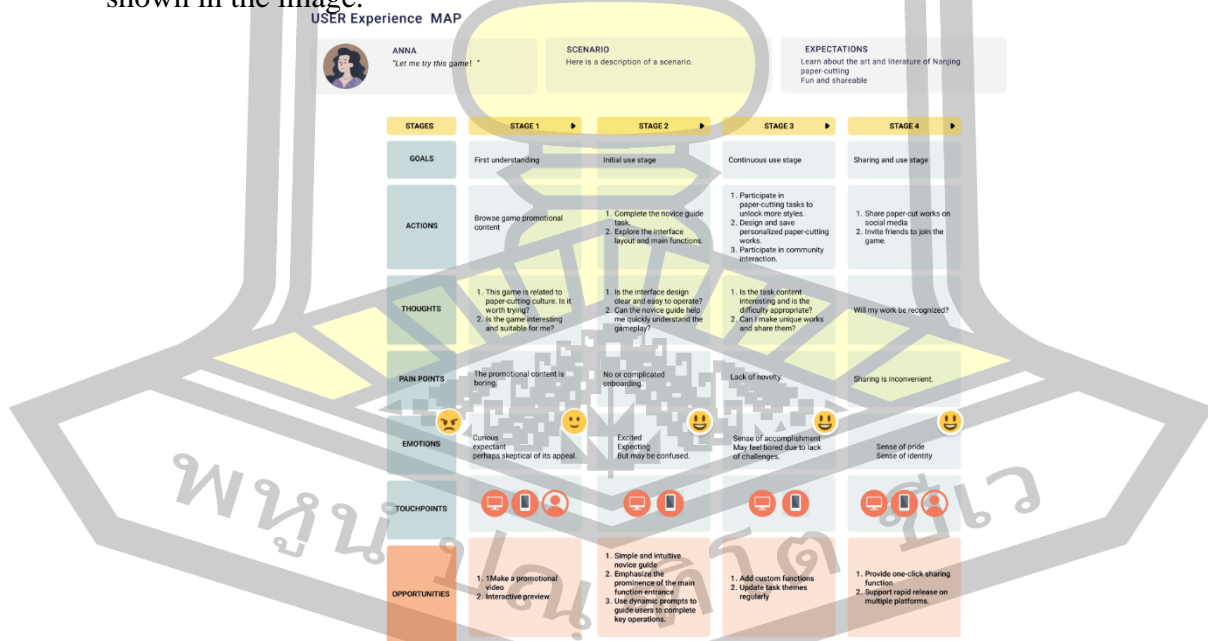 shown in the image.
USER Experience MAP
ANNA
"Let me try this game! "
SCENARIO
Here is a description of a scenario.
EXPECTATIONS
Learn about the art and literature of Nanjing
paper-cutting
Fun and shareable
STAGES
STAGE 1
STAGE 2
STAGE 3
STAGE 4
GOALS
First understanding
Initial use stage
Continuous use stage
Sharing and use stage
ACTIONS
Browse game promotional
content
1. Complete the novice guide
task.
2. Explore the interface
layout and main functions.
1. Participate in
paper-cutting tasks to
unlock more styles.
2. Design and save
personalized paper-cutting
works.
3. Participate in community
interaction.
1. Share paper-cut works on
social media
2. Invite friends to join the
game.
THOUGHTS
1. This game is related to
paper-cutting culture. Is it
worth trying?
2. Is the game interesting
and suitable for me?
1. Is the interface design
clear and easy to operate?
2. Can the novice guide help
me quickly understand the
gameplay?
1. Is the task content
interesting and is the
difficulty appropriate?
2. Can I make unique works
and share them?
Will my work be recognized?
PAIN POINTS
The promotional content is
boring.
No or complicated
onboarding.
Lack of novelty.
Sharing is inconvenient.
EMOTIONS
Curious
expectant
perhaps skeptical of its appeal.
Excited
Expecting
But may be confused.
Sense of accomplishment
May feel bored due to lack
of challenges.
Sense of pride
Sense of identity
TOUCHPOINTS
OPPORTUNITIES
1. 1Make a promotional
video
2. Interactive preview
1. Simple and intuitive
novice guide
2. Emphasize the
prominence of the main
function entrance
3. Use dynamic prompts to
guide users to complete
key operations.
1. Add custom functions
2. Update task themes
regularly
1. Provide one-click sharing
function
2. Support rapid release on
multiple platforms.
พหูน ปณฺ ทิโต ชีเว